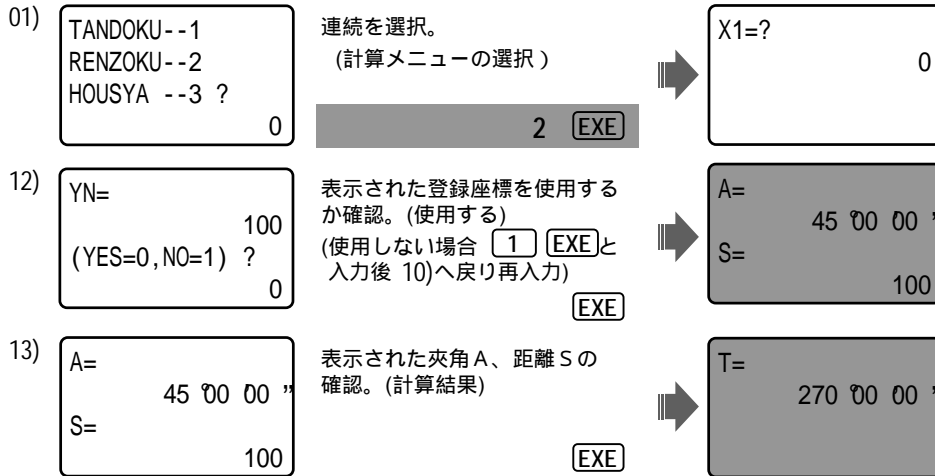 01)
TANDOKU--1
RENZOKU--2
HOUSYA --3 ?
0
連続を選択。
(計算メニューの選択 )
2 EXE
X1=?
0
12)
YN=
100
(YES=0,NO=1) ?
0
表示された登録座標を使用する
か確認。(使用する)
(使用しない場合 1 EXEと
入力後 10)へ戻り再入力)
EXE
A=
45 °00 '00 ”
S=
100
13)
A=
45 °00 '00 ”
S=
100
表示された夾角A、距離Sの
確認。(計算結果)
EXE
T=
270 °00 '00 ”